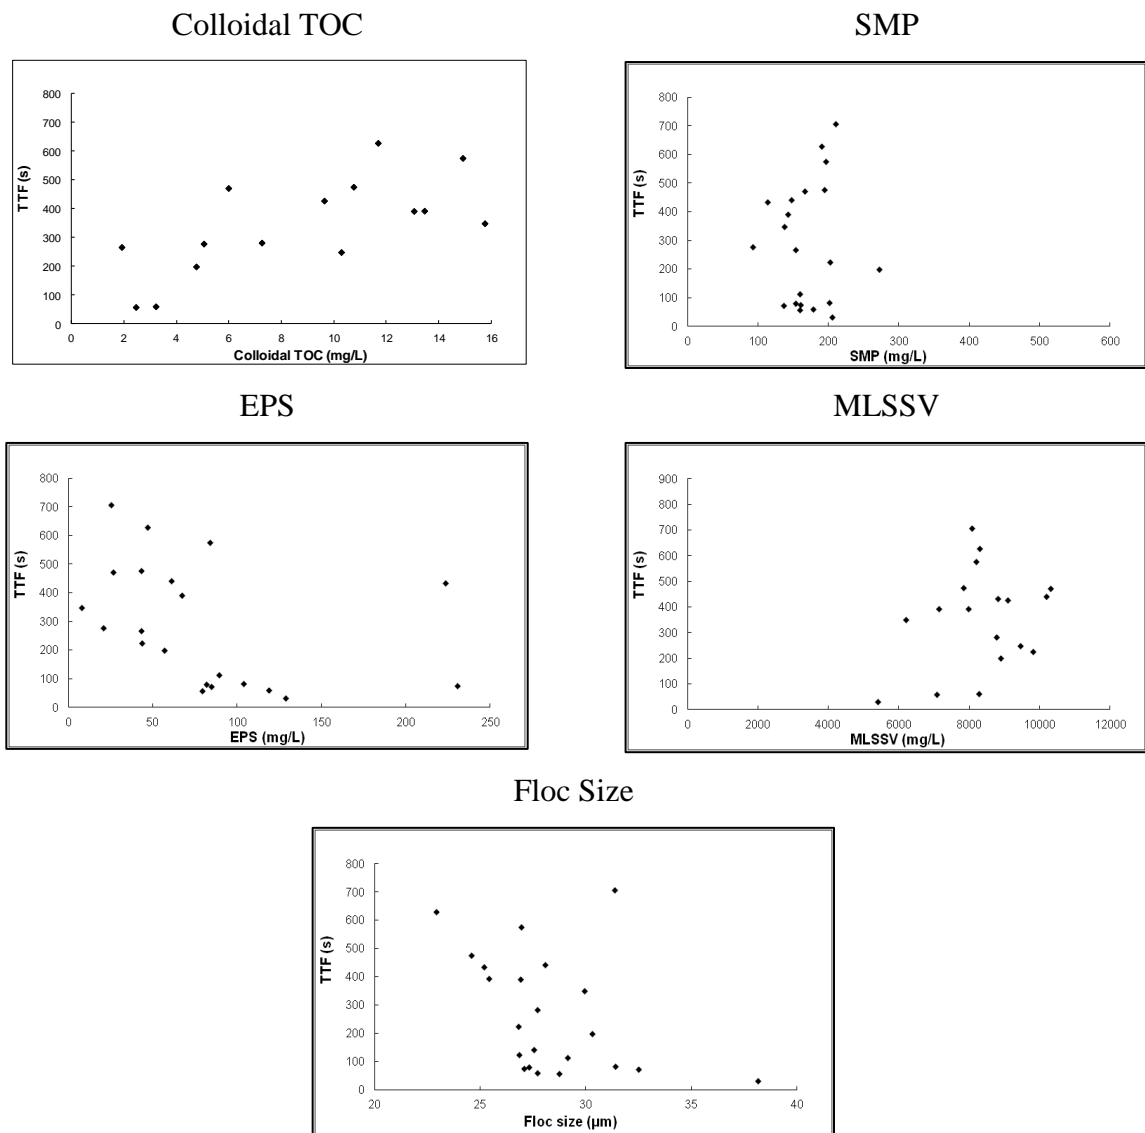 Colloidal TOC
800
700
600
500
400
300
200
100
0
TTF (s)
0 2 4 6 8 10 12 14 16
Colloidal TOC (mg/L)
SMP
800
700
600
500
400
300
200
100
0
TTF (s)
0 100 200 300 400 500 600
SMP (mg/L)
EPS
800
700
600
500
400
300
200
100
0
TTF (s)
0 50 100 150 200 250
EPS (mg/L)
MLSSV
900
800
700
600
500
400
300
200
100
0
TTF (s)
0 2000 4000 6000 8000 10000 12000
MLSSV (mg/L)
Floc Size
800
700
600
500
400
300
200
100
0
TTF (s)
20 25 30 35 40
Floc size (µm)